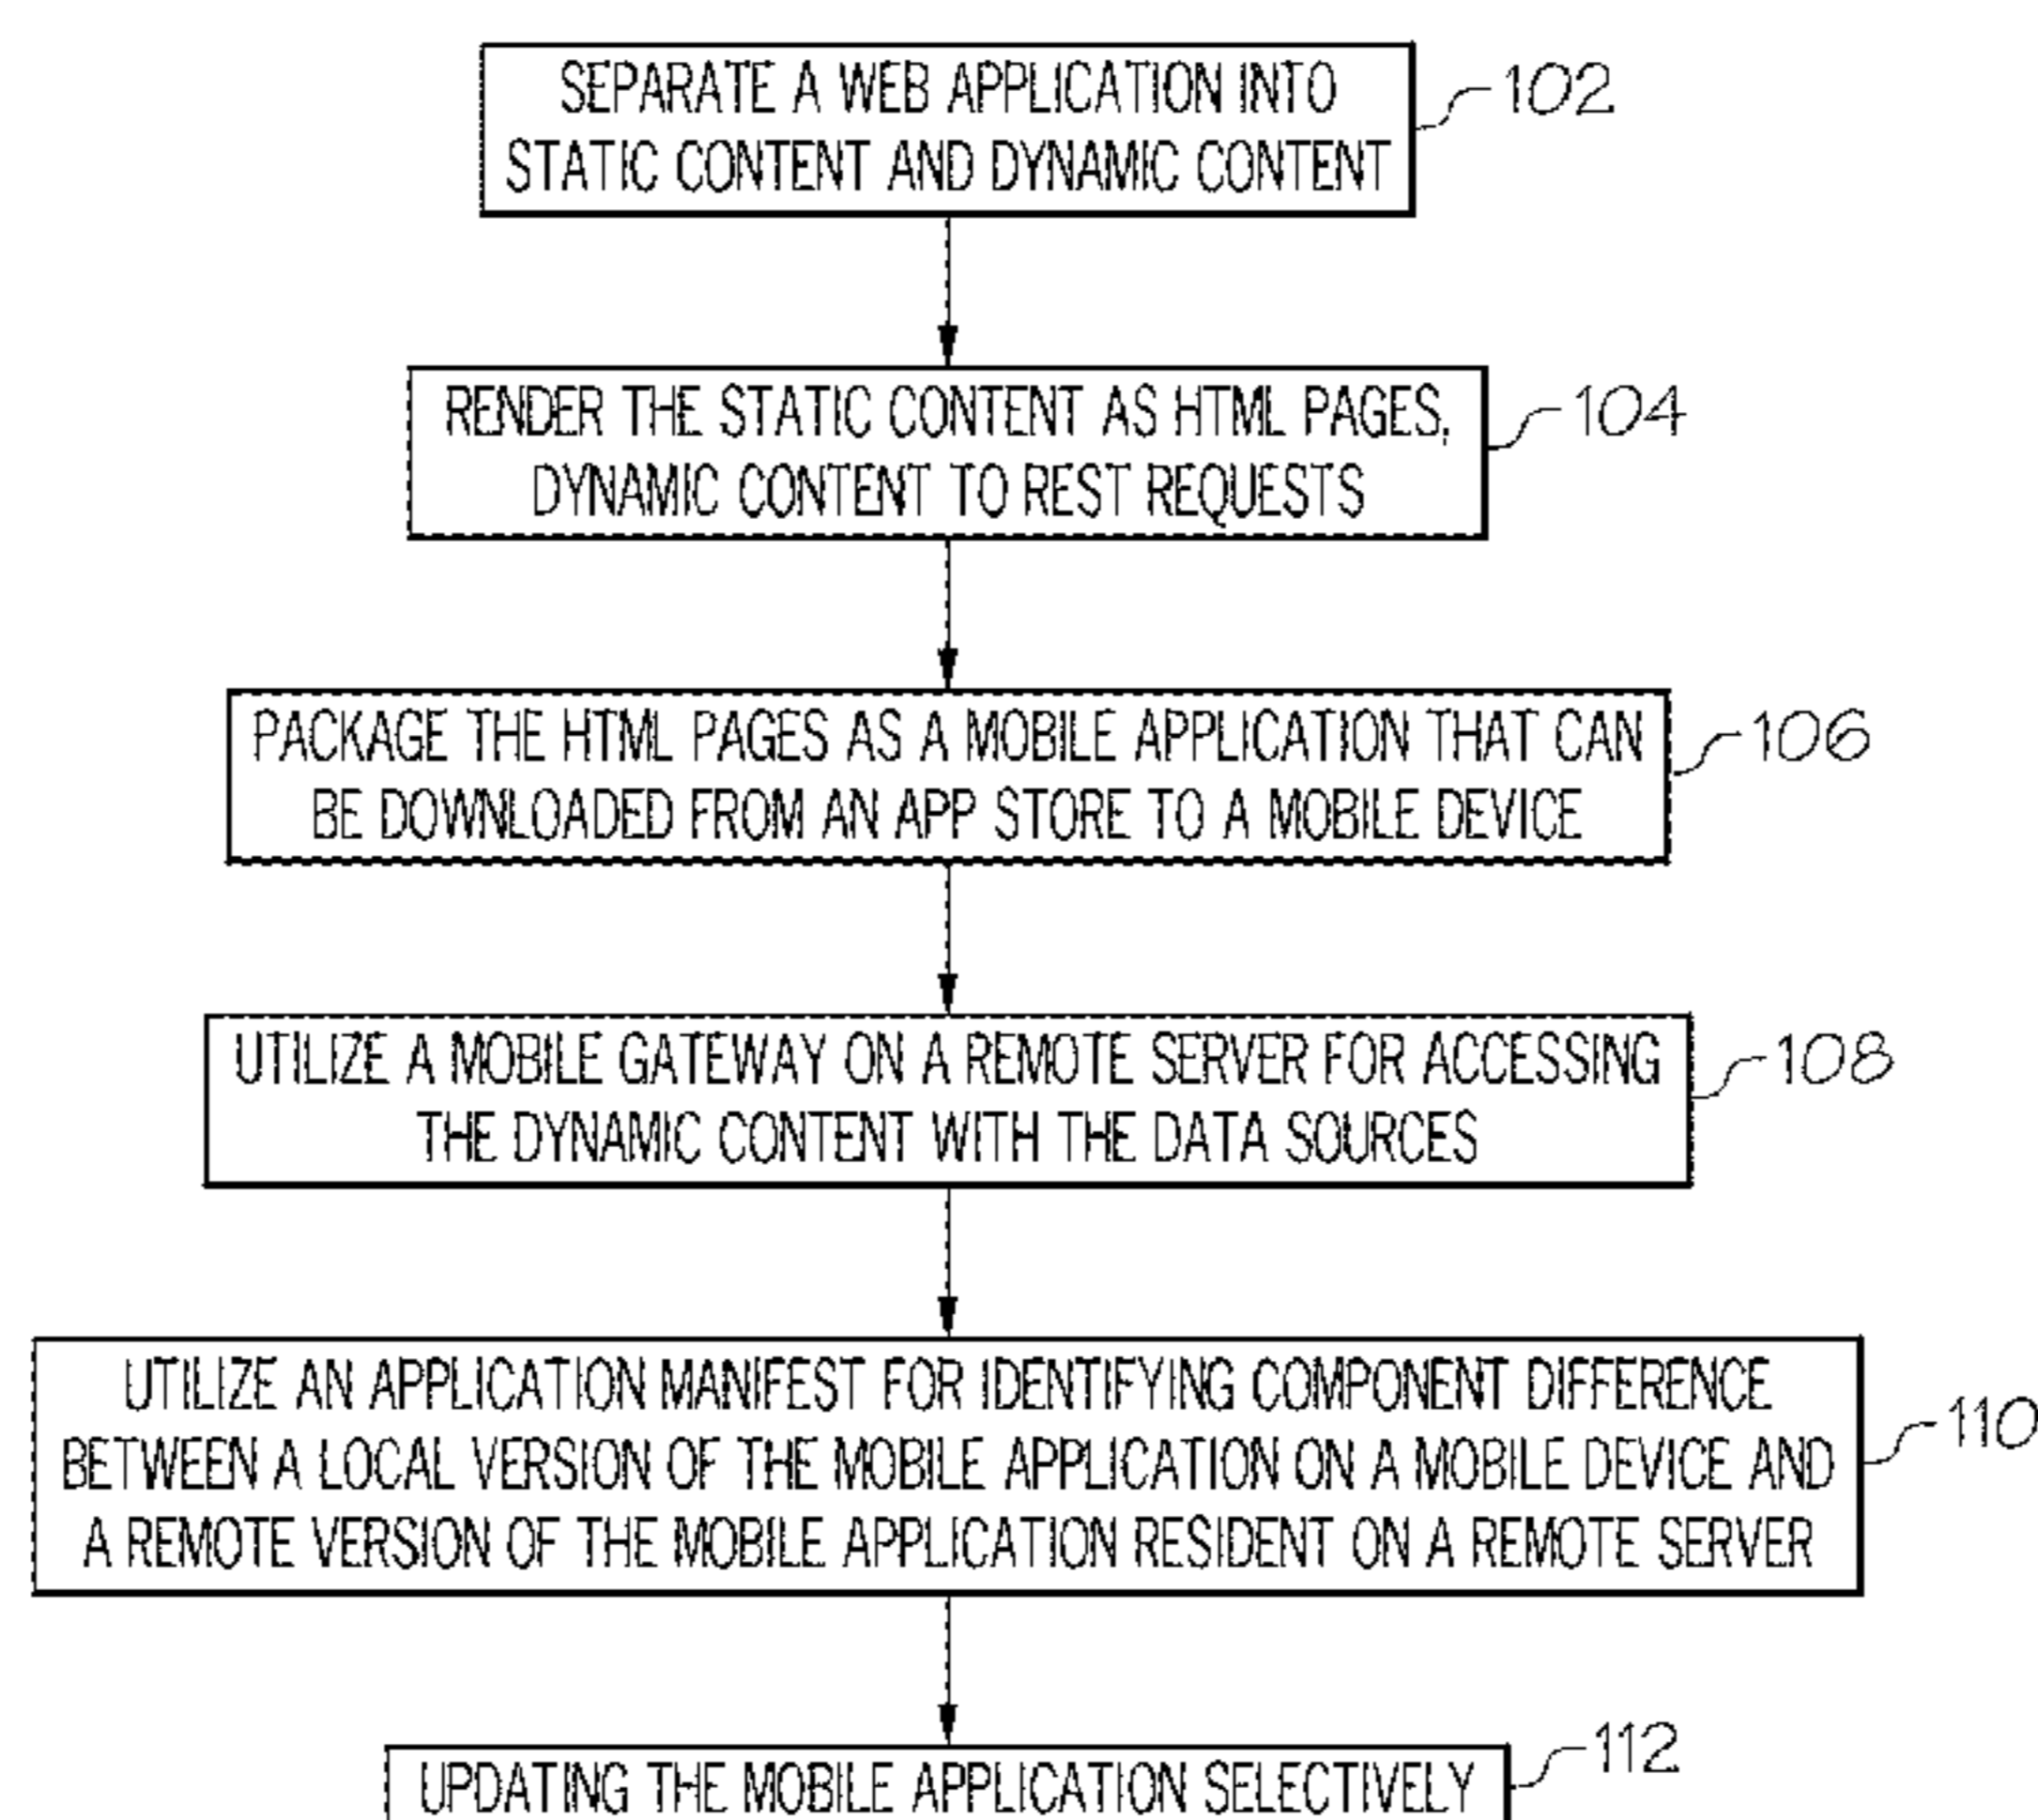 SEPARATE A WEB APPLICATION INTO
STATIC CONTENT AND DYNAMIC CONTENT
102
RENDER THE STATIC CONTENT AS HTML PAGES,
DYNAMIC CONTENT TO REST REQUESTS
104
PACKAGE THE HTML PAGES AS A MOBILE APPLICATION THAT CAN
BE DOWNLOADED FROM AN APP STORE TO A MOBILE DEVICE
106
UTILIZE A MOBILE GATEWAY ON A REMOTE SERVER FOR ACCESSING
THE DYNAMIC CONTENT WITH THE DATA SOURCES
108
UTILIZE AN APPLICATION MANIFEST FOR IDENTIFYING COMPONENT DIFFERENCE
BETWEEN A LOCAL VERSION OF THE MOBILE APPLICATION ON A MOBILE DEVICE AND
A REMOTE VERSION OF THE MOBILE APPLICATION RESIDENT ON A REMOTE SERVER
110
UPDATING THE MOBILE APPLICATION SELECTIVELY
112